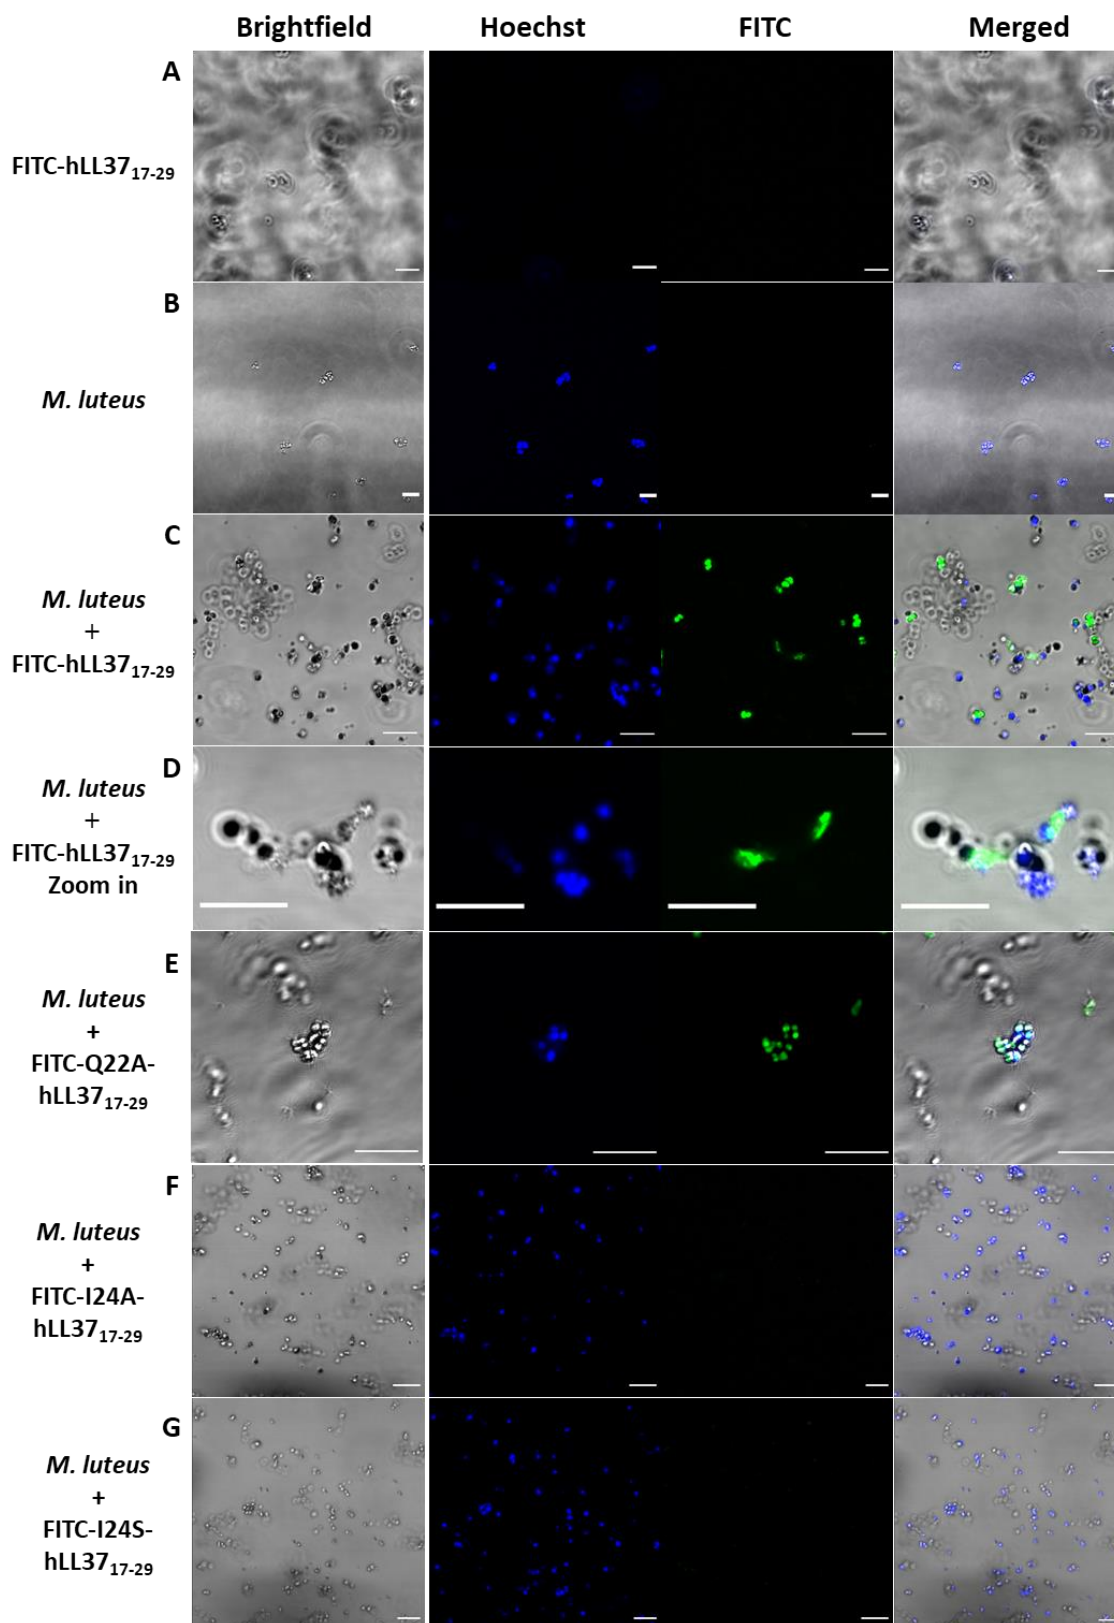 Brightfield Hoechst FITC Merged
A
FITC-hLL37₁₇₋₂₉
B
M. luteus
C
M. luteus
+
FITC-hLL37₁₇₋₂₉
D
M. luteus
+
FITC-hLL37₁₇₋₂₉
Zoom in
E
M. luteus
+
FITC-Q22A-
hLL37₁₇₋₂₉
F
M. luteus
+
FITC-I24A-
hLL37₁₇₋₂₉
G
M. luteus
+
FITC-I24S-
hLL37₁₇₋₂₉